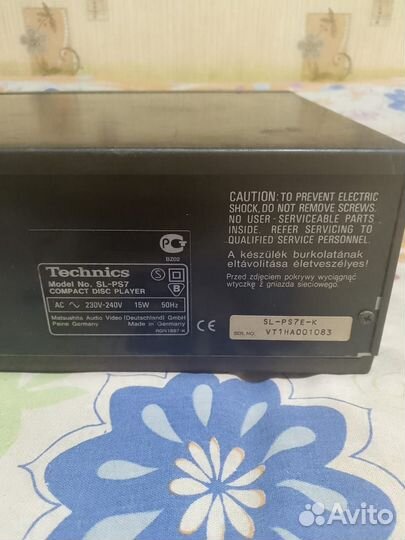 CAUTION: TO PREVENT ELECTRIC
SHOCK, DO NOT REMOVE SCREWS.
NO USER - SERVICEABLE PARTS
INSIDE. REFER SERVICING TO
QUALIFIED SERVICE PERSONNEL.
A készülék burkolatának
eltávolítása életveszélyes!
Przed zdjęciem pokrywy wyciągnąć
wtyczkę z gniazda sieciowego.
BZ02
Technics
Model No. SL-PS7
COMPACT DISC PLAYER
S
B
AC ~ 230V-240V 15W 50Hz
Matsushita Audio Video (Deutschland) GmbH
Peine Germany Made in Germany
RGN1887-K
CE
SL-PS7E-K
SERI. NO. VT1HA001083
Avito